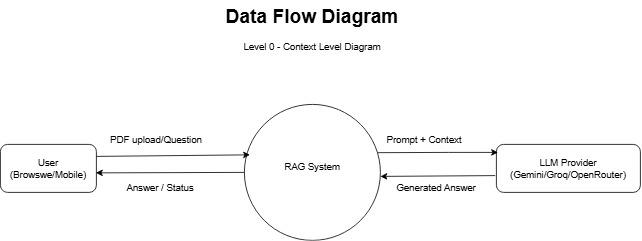 Data Flow Diagram
Level 0 - Context Level Diagram
PDF upload/Question
Prompt + Context
User
(Browswe/Mobile)
RAG System
LLM Provider
(Gemini/Groq/OpenRouter)
Answer / Status
Generated Answer